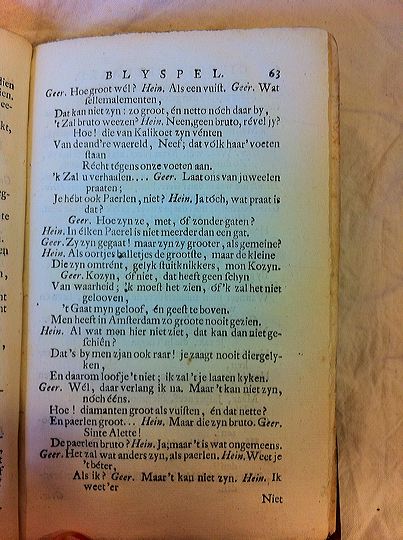 BLYSPEL. 63
Geer. Hoe groot wél? Hein. Als een vuist. Geer. Wat
sellemalementen,
Dat kan niet zyn: zo groot, én netto nóch daar by,
't Zal bruto weezen? Hein. Neen, geen bruto, rével jy?
Hoe! die van Kalikoet zyn vénten
Van deand're waereld, Neef; dat vólk haar' voeten
staan
Récht tégens onze voeten aan.
'k Zal u verhaalen.... Geer. Laat ons van juweelen
praaten;
Je hébt ook Paerlen, niet? Hein. Ja tóch, wat praat is
dat?
Geer. Hoe zyn ze, met, óf zonder gaten?
Hein. In élken Paerel is niet meerder dan een gat.
Geer. Zy zyn gegaat! maar zyn zy grooter, als gemeine?
Hein. Als oortjes balletjes de grootste, maar de kleine
Die zyn omtrént, gelyk stuitknikkers, mon Kozyn.
Geer. Kozyn, óf niet, dat heeft geen schyn
Van waarheid; ik moest het zien, óf 'k zal het niet
gelooven,
't Gaat myn geloof, én geest te boven.
Men heeft in Amsterdam zo groote nooit gezien.
Hein. Al wat men hier niet ziet, dat kan dan niet ge-
schién?
Dat's by men zjan ook raar! je zaagt nooit diergely-
ken,
En daarom loof je't niet; ik zal't je laaten kyken.
Geer. Wél, daar verlang ik na. Maar 't kan niet zyn,
nóch ééns.
Hoe! diamanten groot als vuisten, én dat nette?
En paerlen groot... Hein. Maar die zyn bruto. Geer.
Sinte Alette!
De paerlen bruto? Hein. Ja; maar 't is wat ongemeens.
Geer. Het zal wat anders zyn, als paerlen. Hein. Weet je
't béter,
Als ik? Geer. Maar 't kan niet zyn. Hein. Ik
weet 'er
Niet